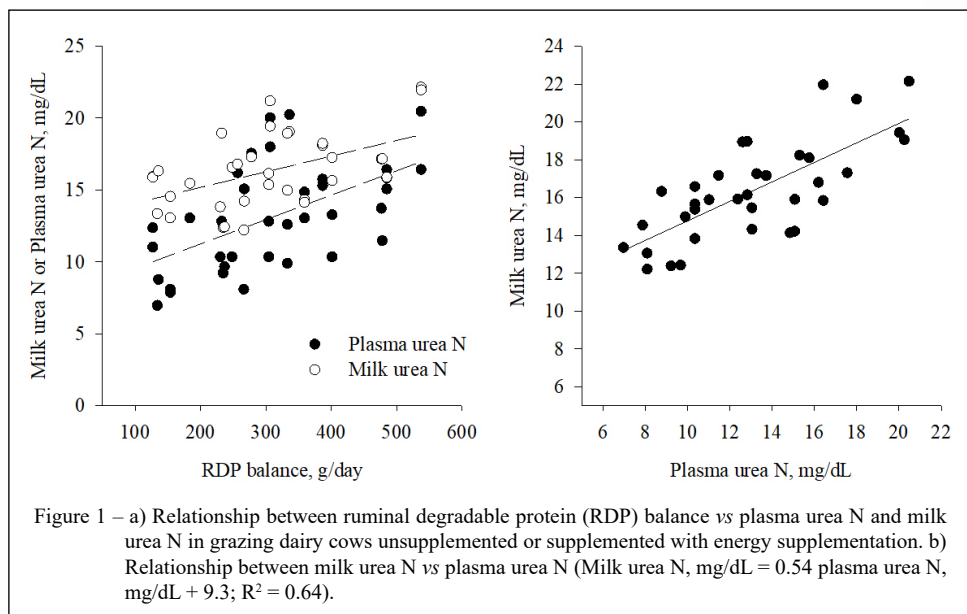 Milk urea N or Plasma urea N, mg/dL
25
20
15
10
5
0
Plasma urea N
Milk urea N
100 200 300 400 500 600
RDP balance, g/day
Milk urea N, mg/dL
24
22
20
18
16
14
12
10
8
6
6 8 10 12 14 16 18 20 22
Plasma urea N, mg/dL
Figure 1 – a) Relationship between ruminal degradable protein (RDP) balance vs plasma urea N and milk
urea N in grazing dairy cows unsupplemented or supplemented with energy supplementation. b)
Relationship between milk urea N vs plasma urea N (Milk urea N, mg/dL = 0.54 plasma urea N,
mg/dL + 9.3; R² = 0.64).